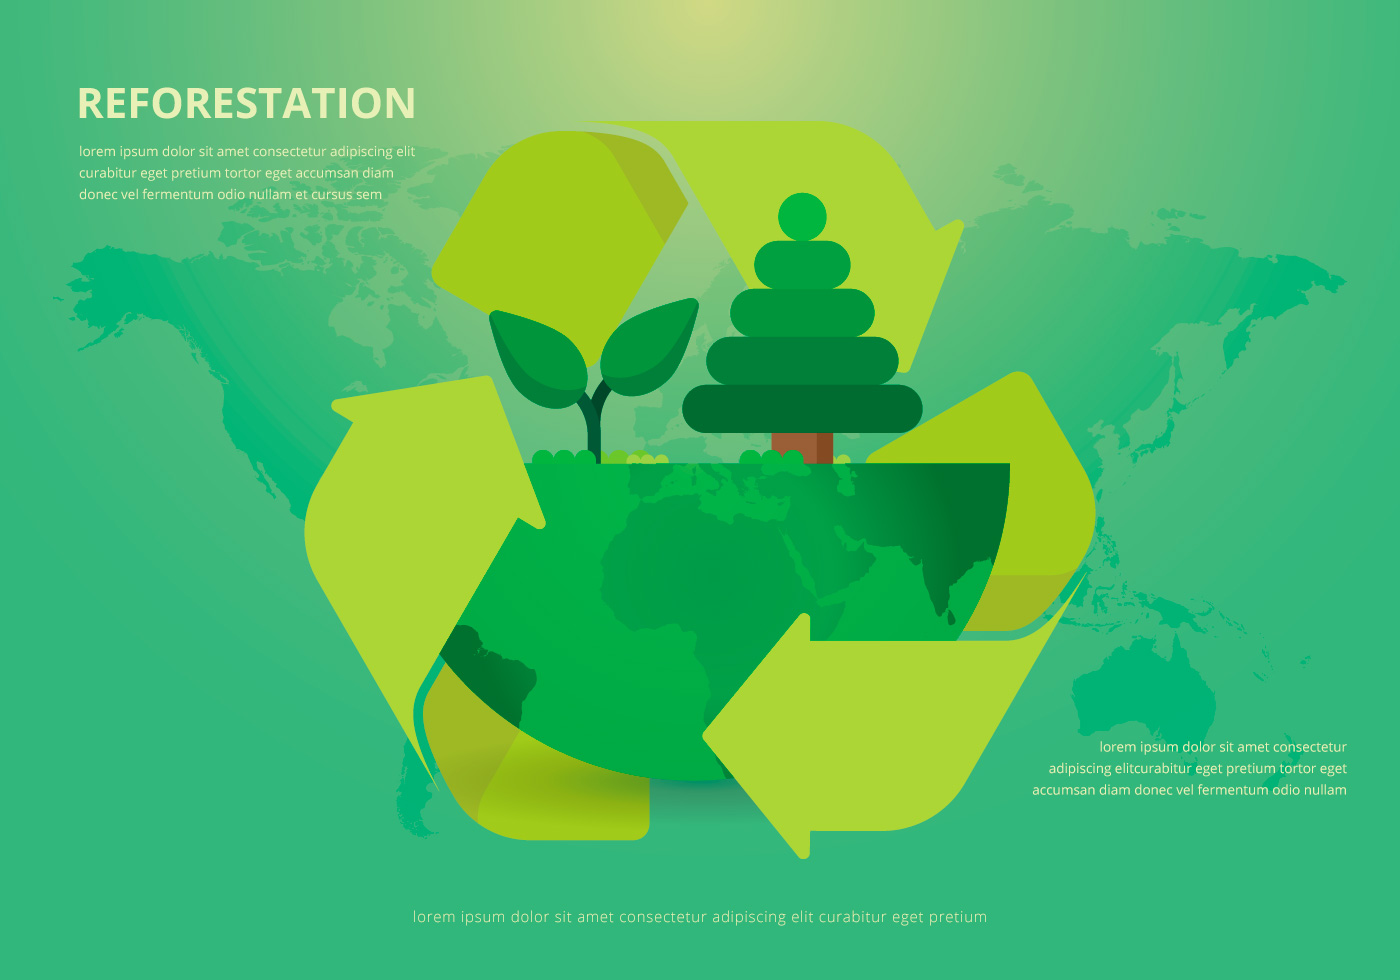 REFORESTATION
lorem ipsum dolor sit amet consectetur adipiscing elit
curabitur eget pretium tortor eget accumsan diam
donec vel fermentum odio nullam et cursus sem
lorem ipsum dolor sit amet consectetur
adipiscing elitcurabitur eget pretium tortor eget
accumsan diam donec vel fermentum odio nullam
lorem ipsum dolor sit amet consectetur adipiscing elit curabitur eget pretium